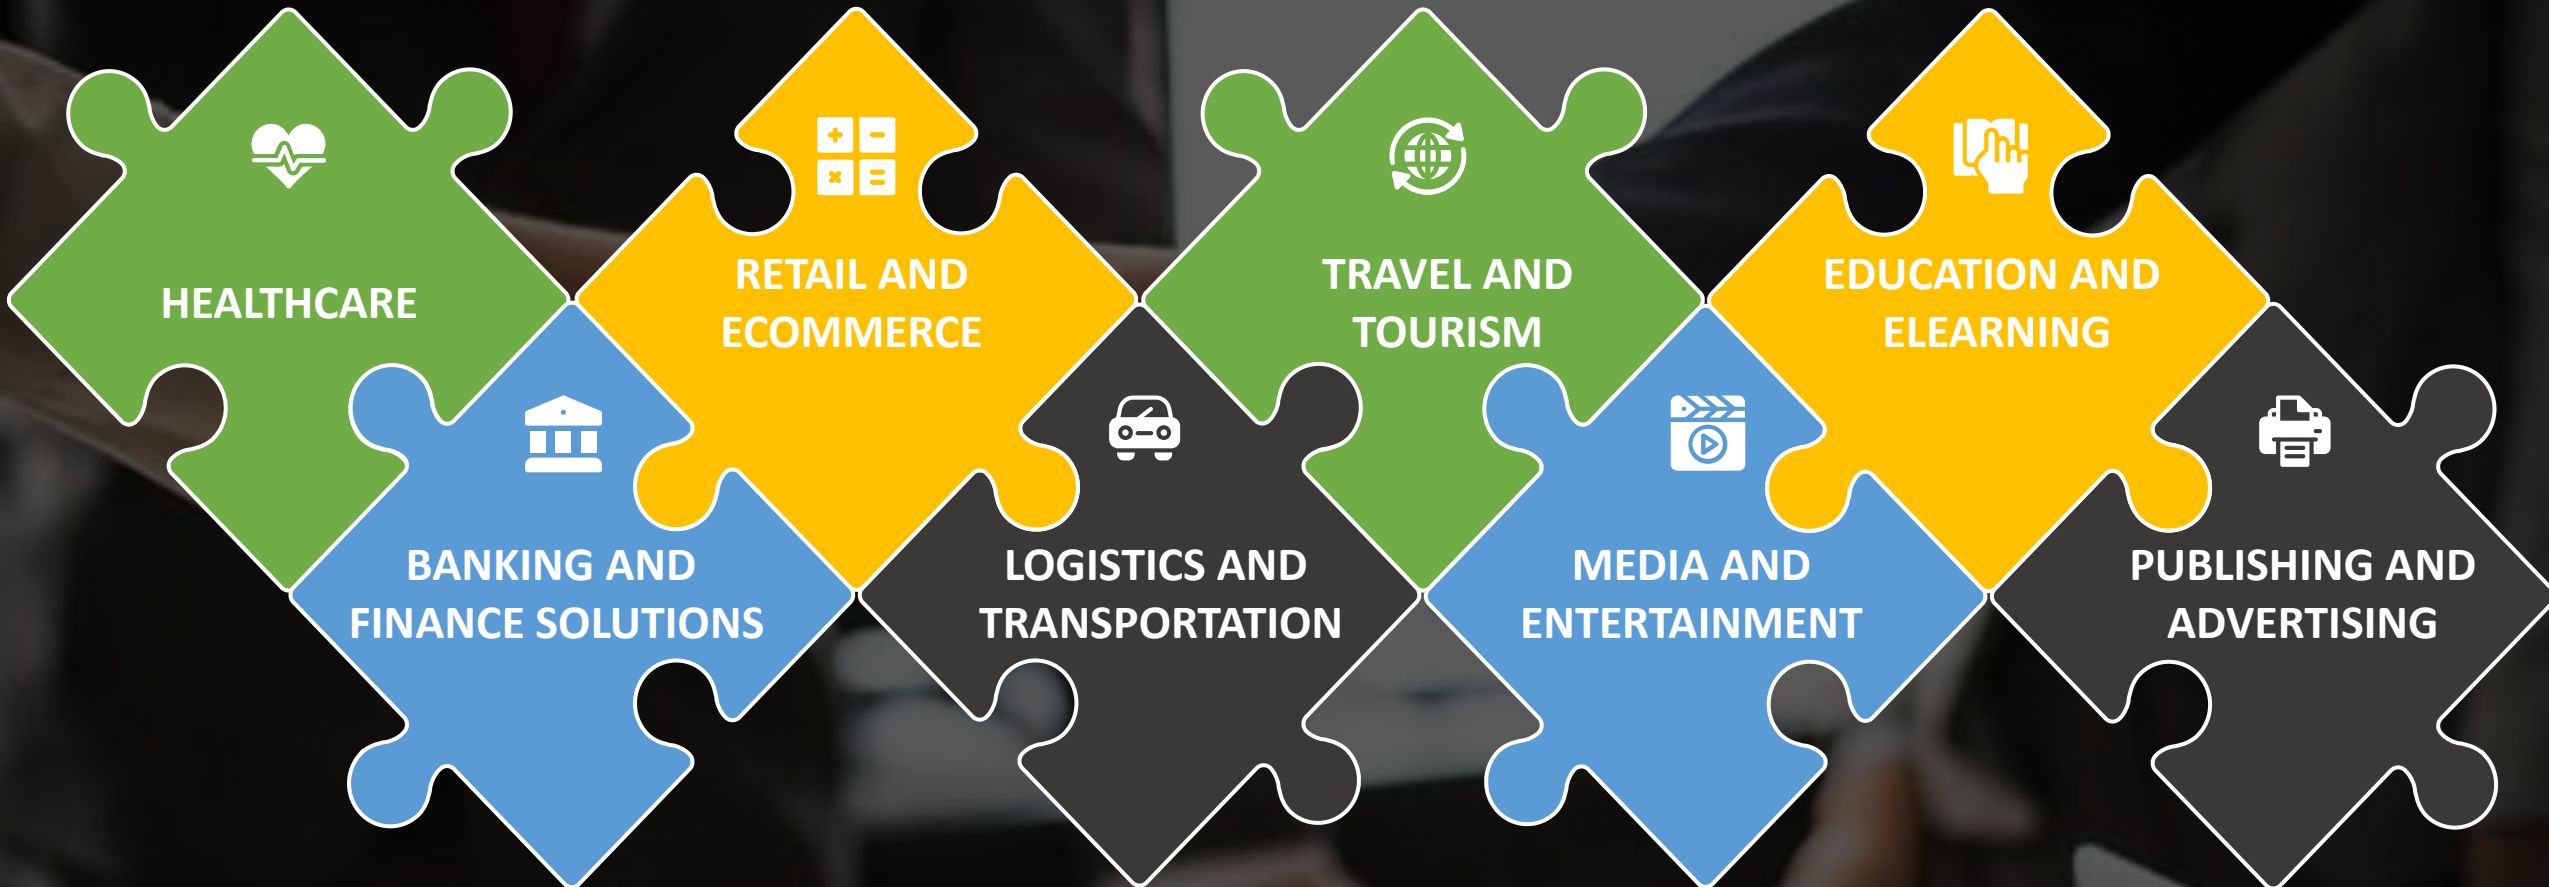 HEALTHCARE
RETAIL AND
ECOMMERCE
TRAVEL AND
TOURISM
EDUCATION AND
ELEARNING
BANKING AND
FINANCE SOLUTIONS
LOGISTICS AND
TRANSPORTATION
MEDIA AND
ENTERTAINMENT
PUBLISHING AND
ADVERTISING